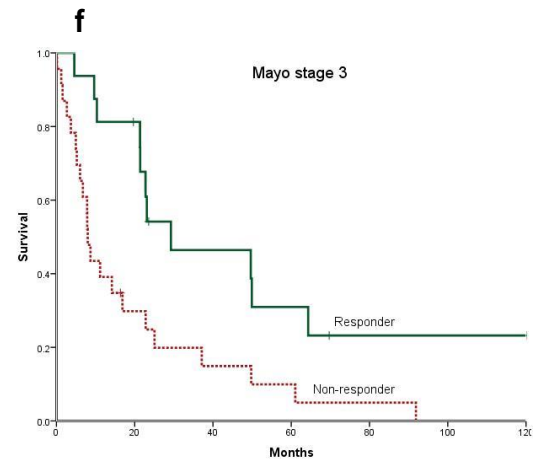 f
Mayo stage 3
1.0
0.8
0.6
0.4
0.2
0.0
Survival
Responder
Non-responder
0 20 40 60 80 100 120
Months